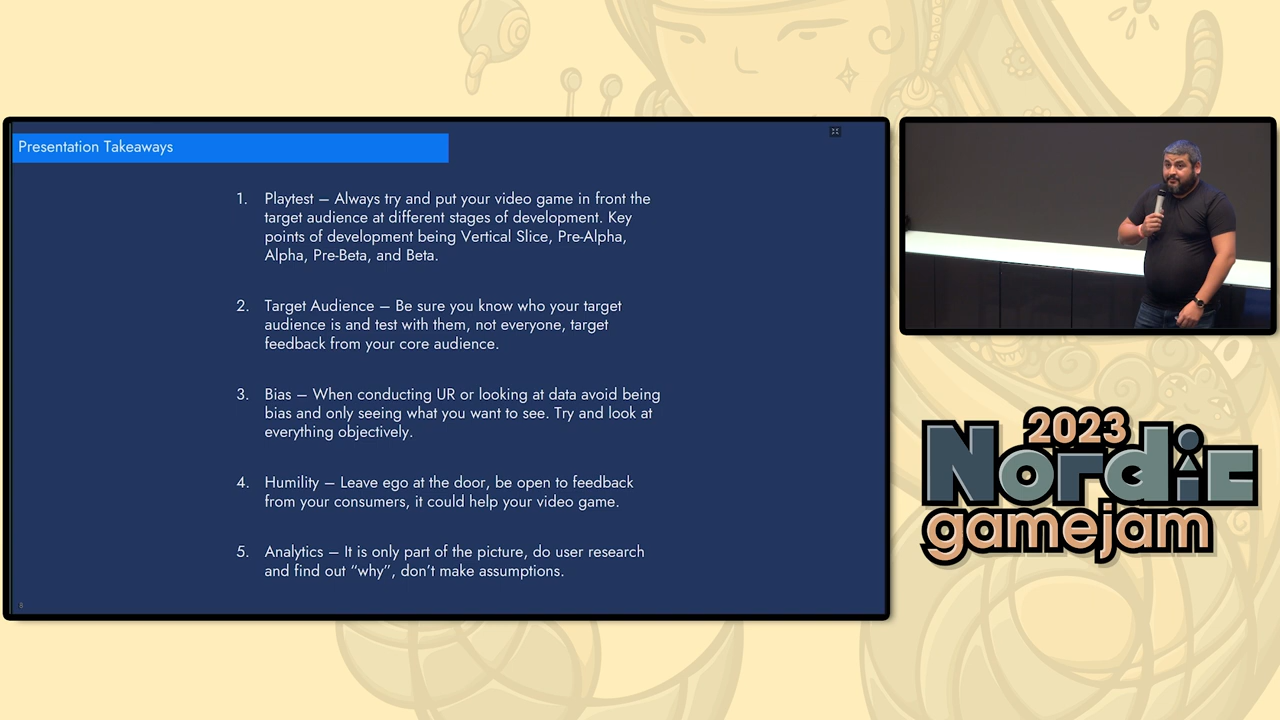 Presentation Takeaways
1. Playtest – Always try and put your video game in front the
target audience at different stages of development. Key
points of development being Vertical Slice, Pre-Alpha,
Alpha, Pre-Beta, and Beta.
2. Target Audience – Be sure you know who your target
audience is and test with them, not everyone, target
feedback from your core audience.
3. Bias – When conducting UR or looking at data avoid being
bias and only seeing what you want to see. Try and look at
everything objectively.
4. Humility – Leave ego at the door, be open to feedback
from your consumers, it could help your video game.
5. Analytics – It is only part of the picture, do user research
and find out “why”, don’t make assumptions.
8
2023
Nordic
gamejam